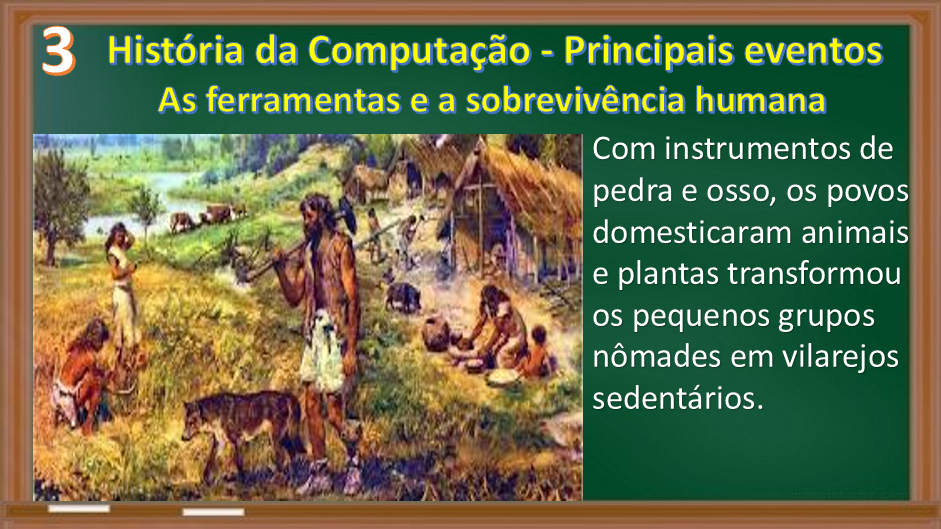 3
História da Computação - Principais eventos
As ferramentas e a sobrevivência humana
Com instrumentos de
pedra e osso, os povos
domesticaram animais
e plantas transformou
os pequenos grupos
nômades em vilarejos
sedentários.